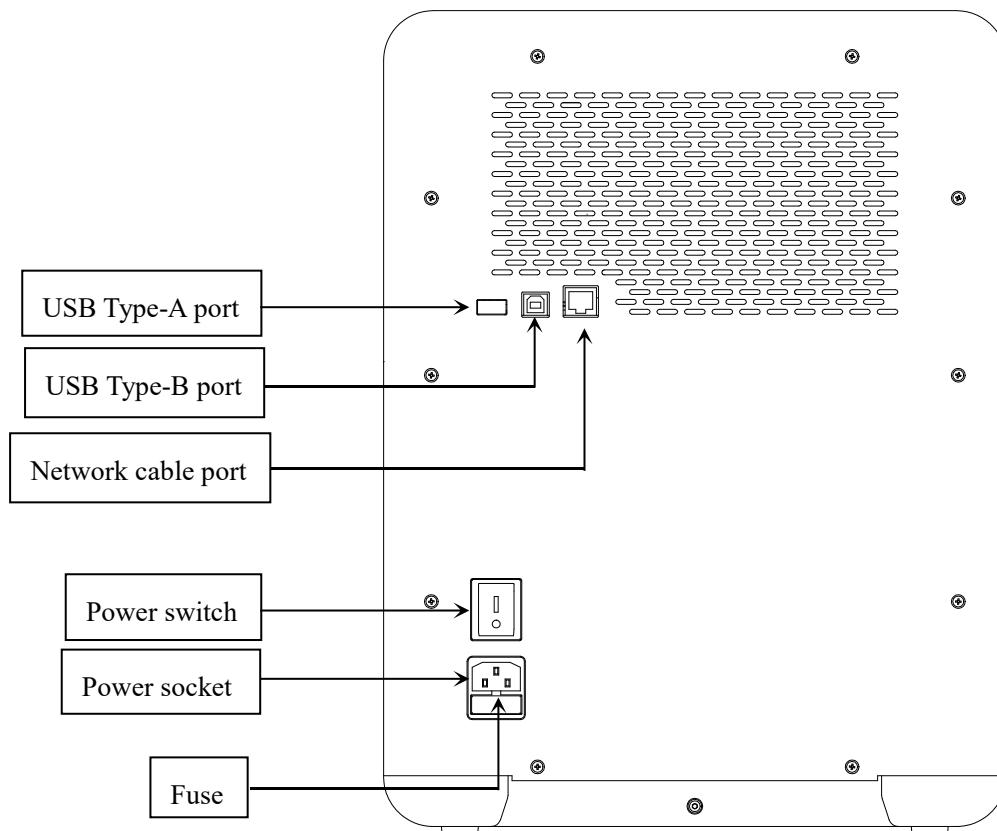 USB Type-A port
USB Type-B port
Network cable port
Power switch
Power socket
Fuse